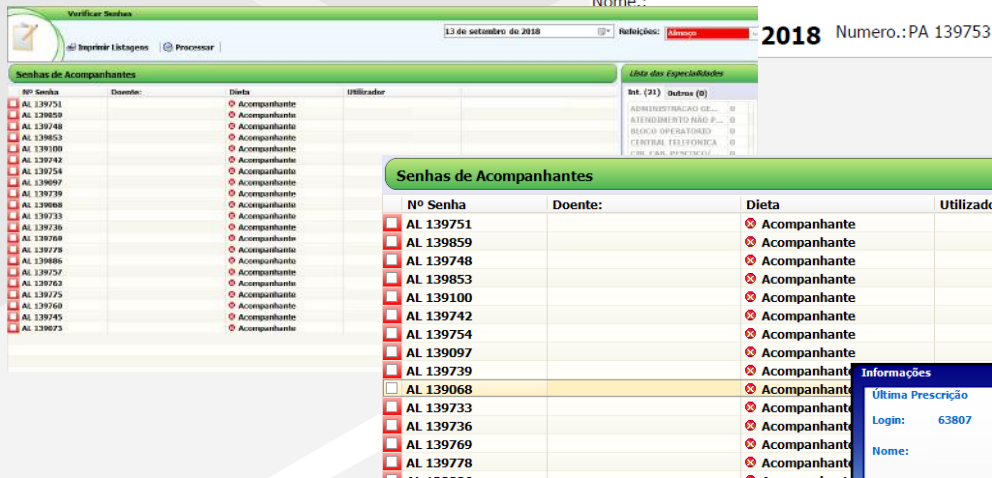 Nome.:
2018 Numero.:PA 139753
Verificar Senhas
Imprimir Listagens Processar
13 de setembro de 2018 Refeições: Almoço
Senhas de Acompanhantes
Nº Senha Doente: Dieta Utilizador
AL 139751 Acompanhante
AL 139859 Acompanhante
AL 139748 Acompanhante
AL 139853 Acompanhante
AL 139100 Acompanhante
AL 139742 Acompanhante
AL 139754 Acompanhante
AL 139097 Acompanhante
AL 139739 Acompanhante
AL 139068 Acompanhante
AL 139733 Acompanhante
AL 139736 Acompanhante
AL 139769 Acompanhante
AL 139778 Acompanhante
AL 139886 Acompanhante
AL 139757 Acompanhante
AL 139763 Acompanhante
AL 139775 Acompanhante
AL 139760 Acompanhante
AL 139745 Acompanhante
AL 139073 Acompanhante
Lista das Especialidades
Int. (21) Outros (0)
ADMINISTRACAO GE... 0
ATENDIMENTO NÃO P... 0
BLOCO OPERATORIO 0
CENTRAL TELEFONICA 0
Senhas de Acompanhantes
Nº Senha Doente: Dieta Utilizad
AL 139751 Acompanhante
AL 139859 Acompanhante
AL 139748 Acompanhante
AL 139853 Acompanhante
AL 139100 Acompanhante
AL 139742 Acompanhante
AL 139754 Acompanhante
AL 139097 Acompanhante
AL 139739 Acompanhante
AL 139068 Acompanhante
AL 139733 Acompanhante
AL 139736 Acompanhante
AL 139769 Acompanhante
AL 139778 Acompanhante
Informações
Última Prescrição
Login: 63807
Nome: